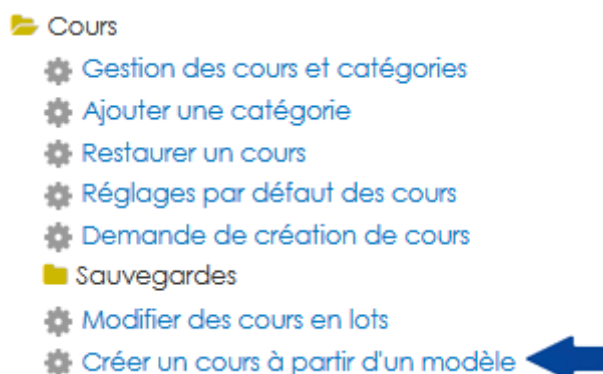 Cours
Gestion des cours et catégories
Ajouter une catégorie
Restaurer un cours
Réglages par défaut des cours
Demande de création de cours
Sauvegardes
Modifier des cours en lots
Créer un cours à partir d'un modèle